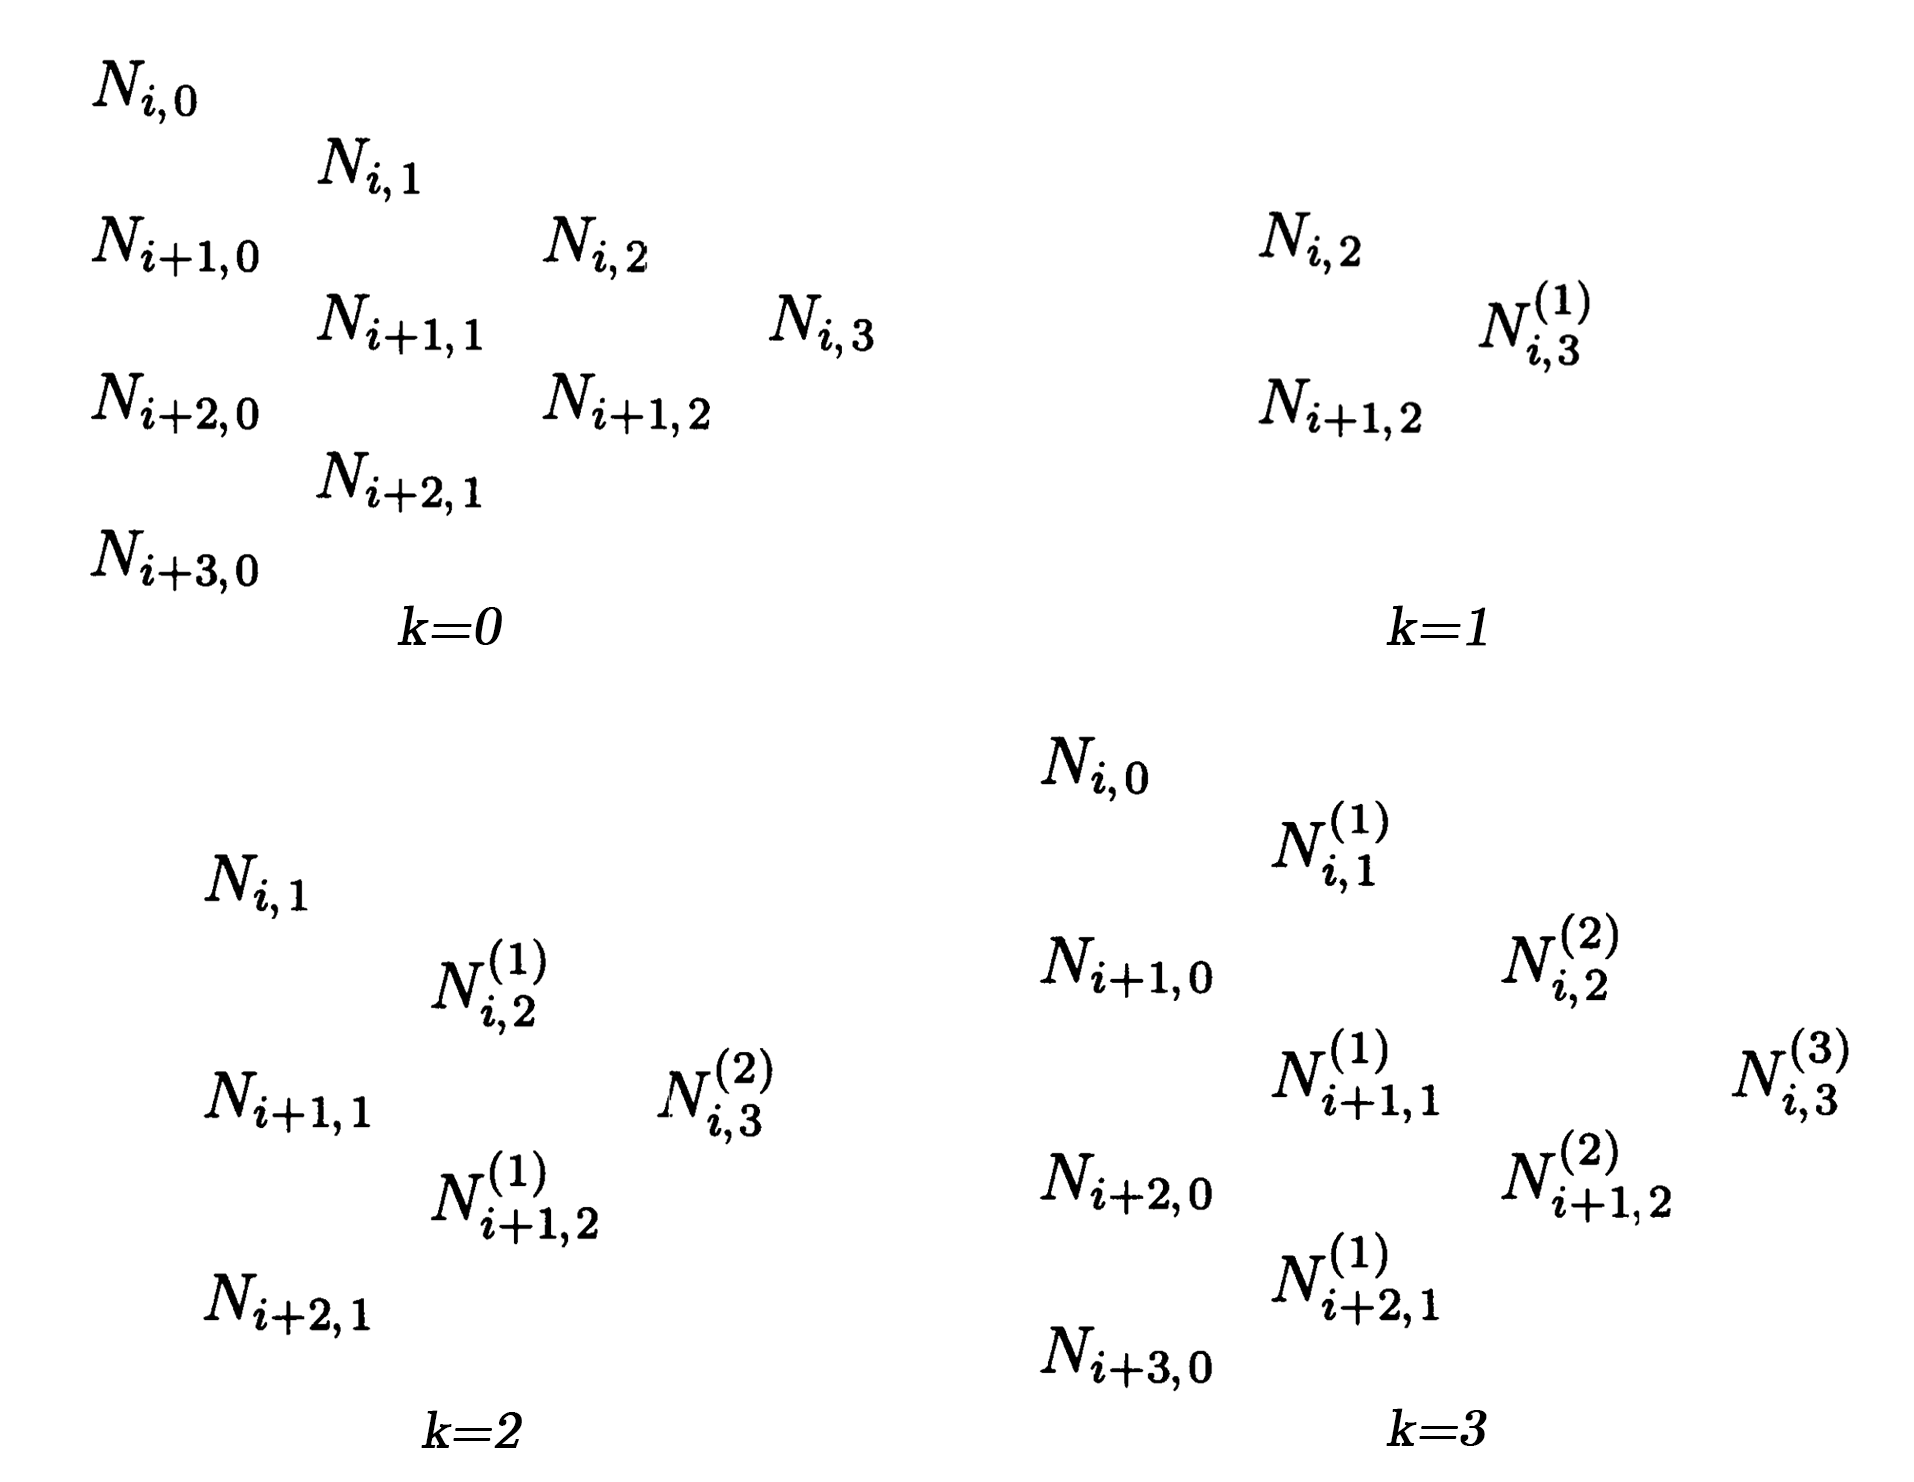 N_{i,0}
N_{i,1}
N_{i+1,0} N_{i,2}
N_{i+1,1} N_{i,3}
N_{i+2,0} N_{i+1,2}
N_{i+2,1}
N_{i+3,0}
k=0
N_{i,2}
N_{i,3}^{(1)}
N_{i+1,2}
k=1
N_{i,1}
N_{i,2}^{(1)}
N_{i+1,1} N_{i,3}^{(2)}
N_{i+1,2}^{(1)}
N_{i+2,1}
k=2
N_{i,0}
N_{i,1}^{(1)}
N_{i+1,0} N_{i,2}^{(2)}
N_{i+1,1}^{(1)} N_{i,3}^{(3)}
N_{i+2,0} N_{i+1,2}^{(2)}
N_{i+2,1}^{(1)}
N_{i+3,0}
k=3